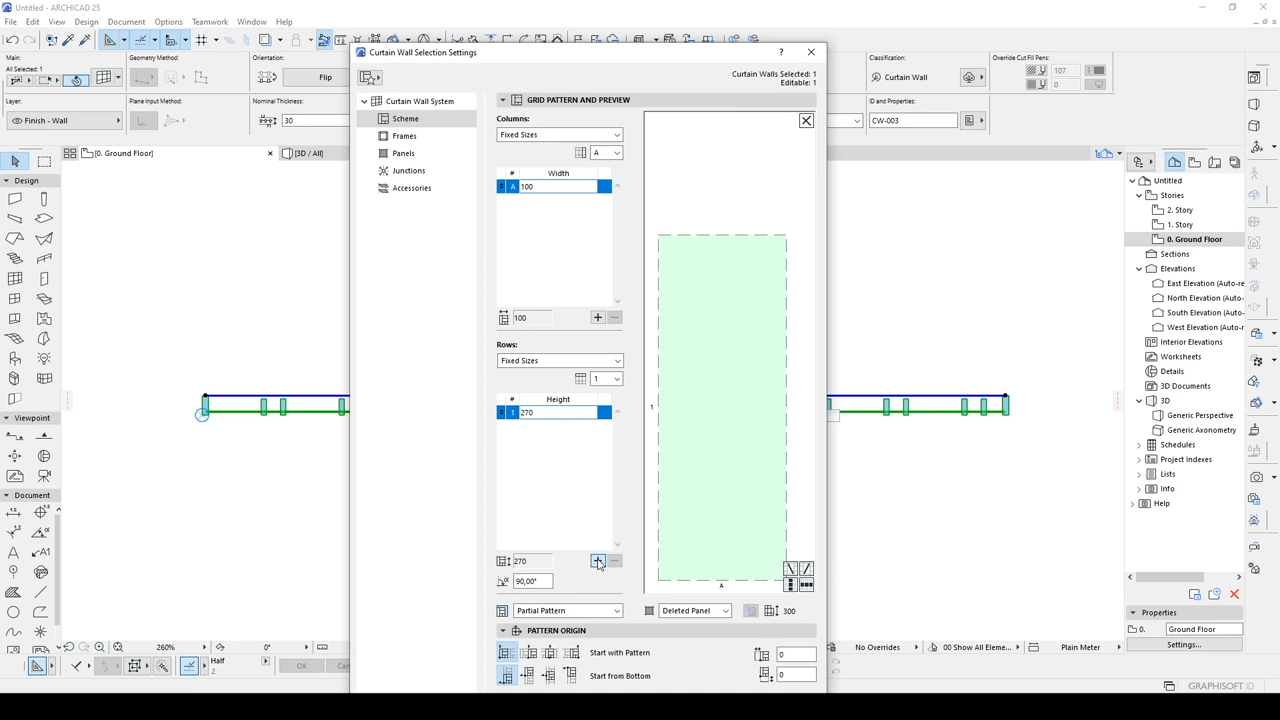 Untitled - ARCHICAD 25
File Edit View Design Document Options Teamwork Window Help
Main:
All Selected: 1
Geometry Method:
Orientation:
Flip
Layer:
Finish - Wall
Plane Input Method:
Nominal Thickness:
30
Classification:
Curtain Wall
Override Cut Fill Pens:
107
0
ID and Properties:
CW-003
[0. Ground Floor]
[3D / All]
Design
Viewport
Document
Curtain Wall Selection Settings
?
Curtain Walls Selected: 1
Editable: 1
Curtain Wall System
Scheme
Frames
Panels
Junctions
Accessories
GRID PATTERN AND PREVIEW
Columns:
Fixed Sizes
A
# Width
A 100
100
Rows:
Fixed Sizes
1
# Height
1 270
270
90,00°
1
A
Partial Pattern
Deleted Panel
300
PATTERN ORIGIN
Start with Pattern
0
Start from Bottom
0
Untitled
Stories
2. Story
1. Story
0. Ground Floor
Sections
Elevations
East Elevation (Auto-re
North Elevation (Auto-
South Elevation (Auto-
West Elevation (Auto-r
Interior Elevations
Worksheets
Details
3D Documents
3D
Generic Perspective
Generic Axonometry
Schedules
Project Indexes
Lists
Info
Help
Properties
0.
Ground Floor
Settings...
260%
0°
No Overrides
00 Show All Eleme...
Plain Meter
Half
2
OK
Can
GRAPHISOFT ID